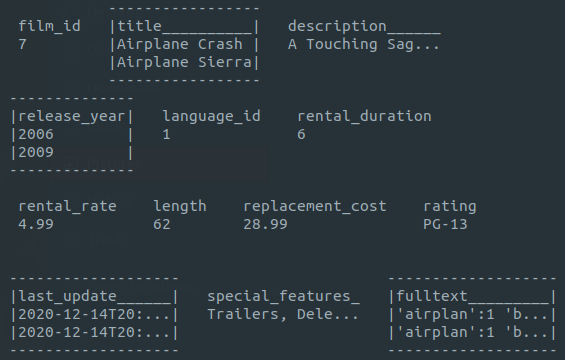 -----------------
film_id   |title__________|   description______
7         |Airplane Crash |   A Touching Sag...
          |Airplane Sierra|
           -----------------
--------------
|release_year|   language_id    rental_duration
|2006        |   1              6
|2009        |
--------------
rental_rate    length    replacement_cost    rating
4.99           62        28.99               PG-13
-------------------                       -------------------
|last_update______|   special_features_   |fulltext_________|
|2020-12-14T20:...|   Trailers, Dele...   |'airplan':1 'b...|
|2020-12-14T20:...|                       |'airplan':1 'b...|
-------------------                       -------------------